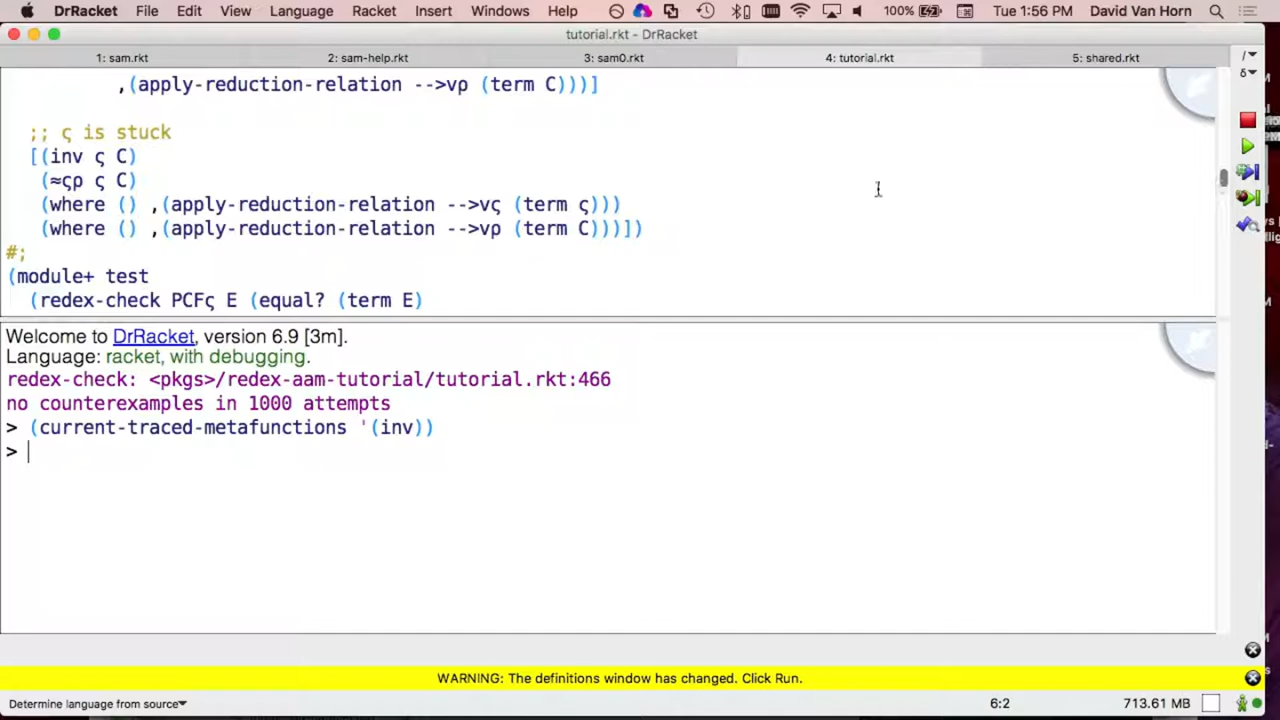 DrRacket File Edit View Language Racket Insert Windows Help 100% Tue 1:56 PM David Van Horn
tutorial.rkt - DrRacket
1: sam.rkt 2: sam-help.rkt 3: sam0.rkt 4: tutorial.rkt 5: shared.rkt
,(apply-reduction-relation -->vρ (term C)))]
;; ς is stuck
[(inv ς C)
(≈ςρ ς C)
(where () ,(apply-reduction-relation -->vς (term ς)))
(where () ,(apply-reduction-relation -->vρ (term C)))])
#;
(module+ test
(redex-check PCFς E (equal? (term E)
Welcome to DrRacket, version 6.9 [3m].
Language: racket, with debugging.
redex-check: <pkgs>/redex-aam-tutorial/tutorial.rkt:466
no counterexamples in 1000 attempts
> (current-traced-metafunctions '(inv))
>
WARNING: The definitions window has changed. Click Run.
Determine language from source 6:2 713.61 MB